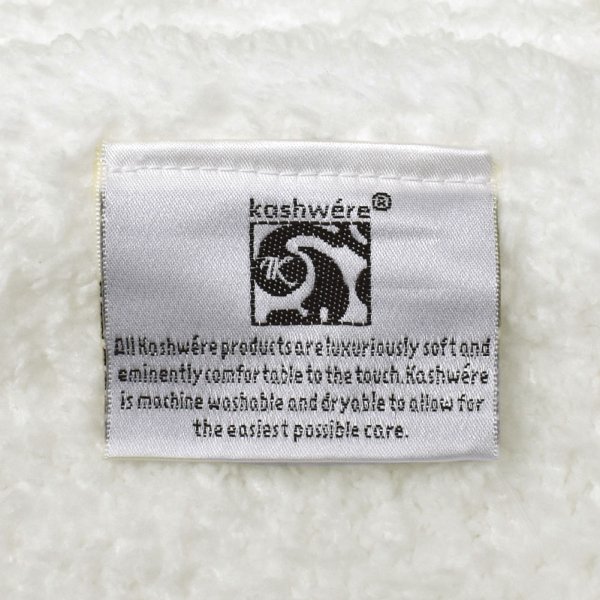 kashwére®
K
All Kashwére products are luxuriously soft and
eminently comfortable to the touch. Kashwére
is machine washable and dryable to allow for
the easiest possible care.